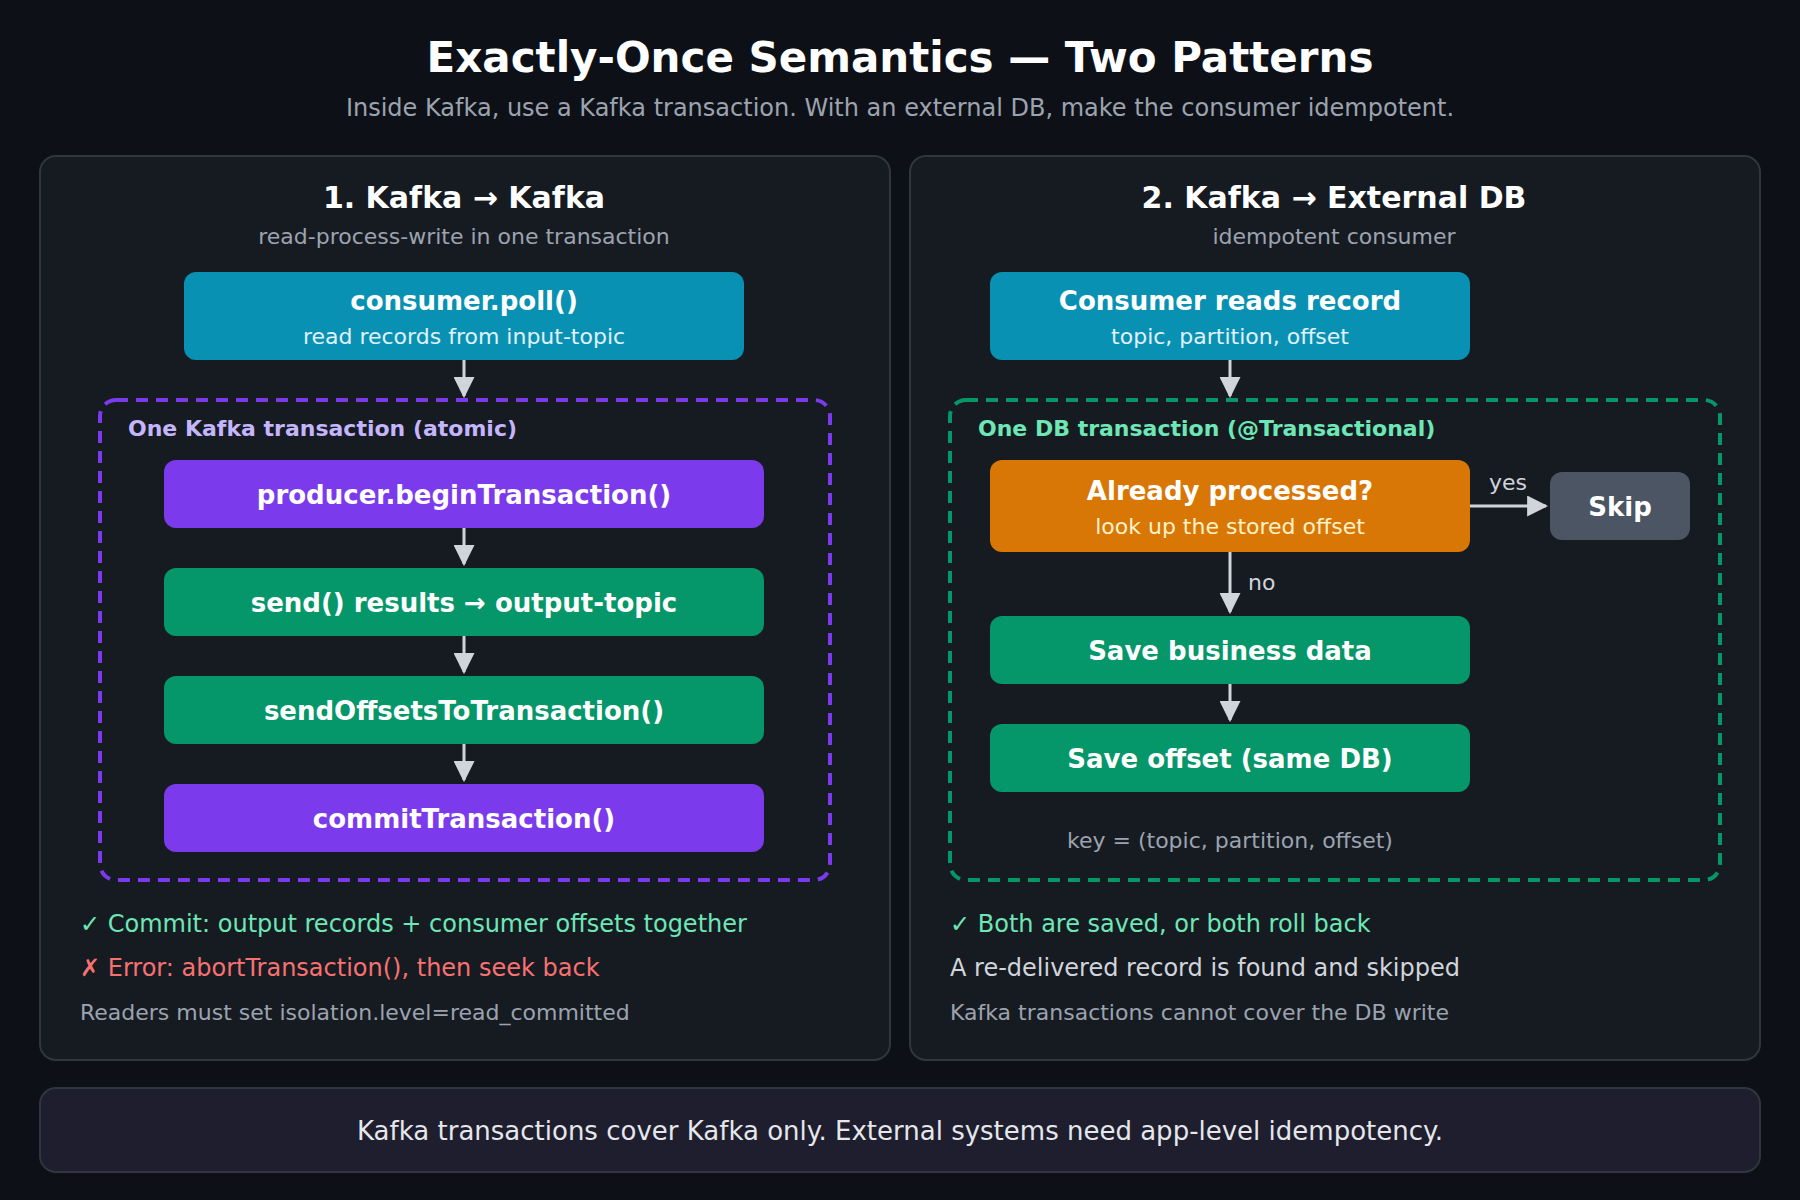 Exactly-Once Semantics — Two Patterns
Inside Kafka, use a Kafka transaction. With an external DB, make the consumer idempotent.
1. Kafka → Kafka
read-process-write in one transaction
consumer.poll()
read records from input-topic
One Kafka transaction (atomic)
producer.beginTransaction()
send() results → output-topic
sendOffsetsToTransaction()
commitTransaction()
✓ Commit: output records + consumer offsets together
✗ Error: abortTransaction(), then seek back
Readers must set isolation.level=read_committed
2. Kafka → External DB
idempotent consumer
Consumer reads record
topic, partition, offset
One DB transaction (@Transactional)
Already processed?
look up the stored offset
yes
Skip
no
Save business data
Save offset (same DB)
key = (topic, partition, offset)
✓ Both are saved, or both roll back
A re-delivered record is found and skipped
Kafka transactions cannot cover the DB write
Kafka transactions cover Kafka only. External systems need app-level idempotency.